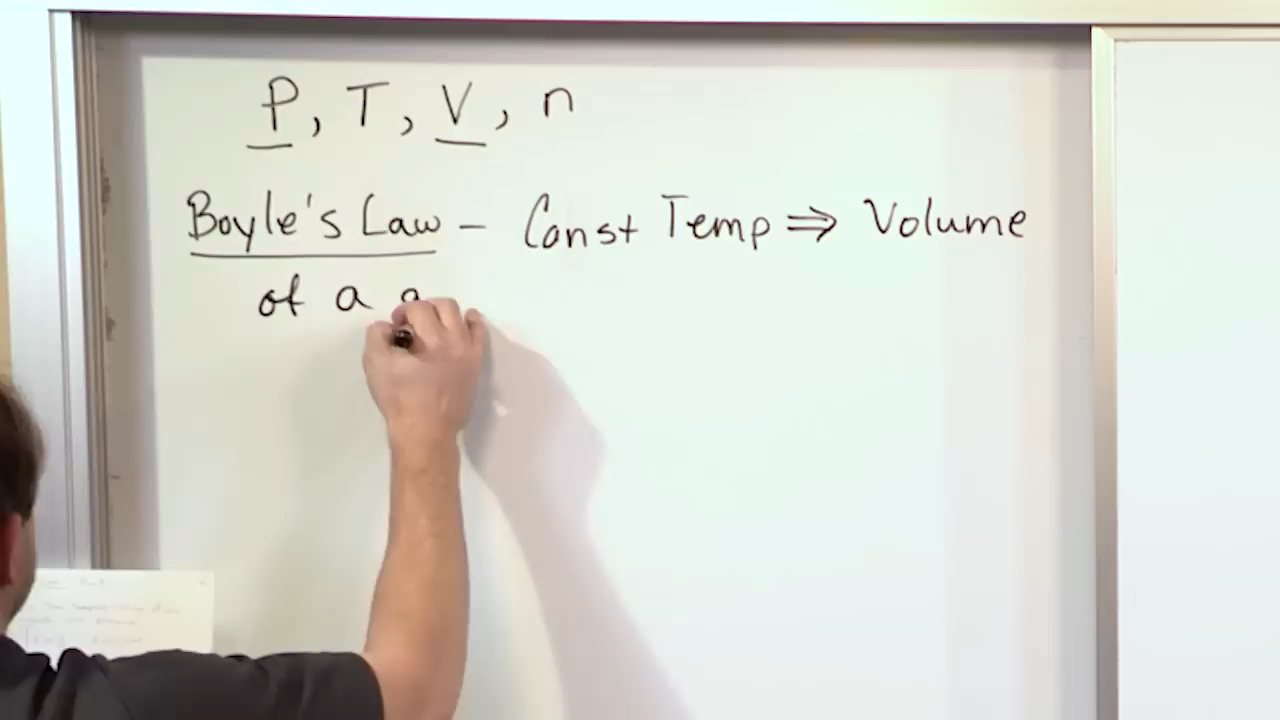 P, T, V, n
Boyle's Law - Const Temp ⇒ Volume
of a